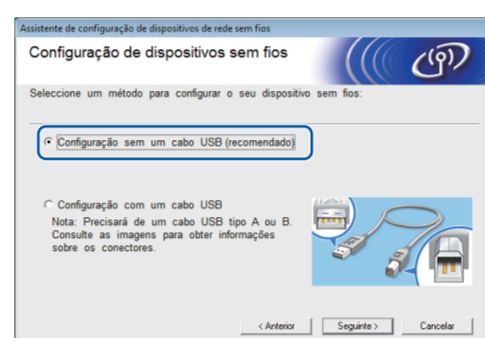 Assistente de configuração de dispositivos de rede sem fios
Configuração de dispositivos sem fios
Seleccione um método para configurar o seu dispositivo sem fios:
Configuração sem um cabo USB (recomendado)
Configuração com um cabo USB
Nota: Precisará de um cabo USB tipo A ou B.
Consulte as imagens para obter informações
sobre os conectores.
< Anterior
Seguinte >
Cancelar